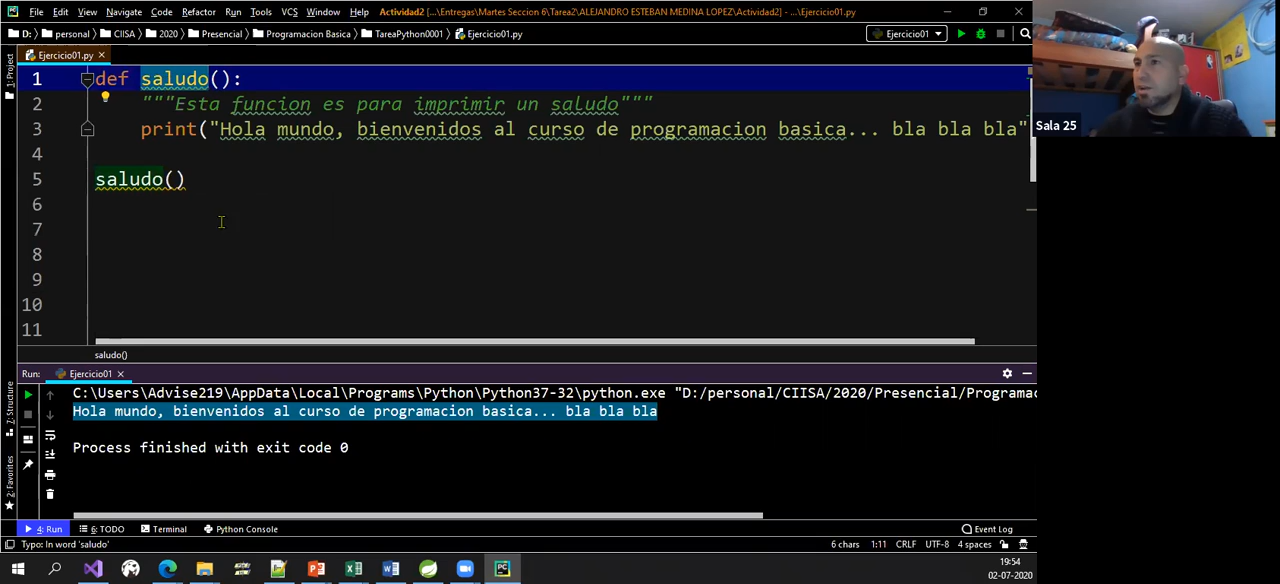 File Edit View Navigate Code Refactor Run Tools VCS Window Help Actividad2 [...\Entregas\Martes Seccion 6\Tarea2\ALEJANDRO ESTEBAN MEDINA LOPEZ\Actividad2] - ...\Ejercicio01.py
D: personal CIISA 2020 Presencial Programacion Basica TareaPython0001 Ejercicio01.py Ejercicio01
Ejercicio01.py
1 def saludo():
2 """Esta funcion es para imprimir un saludo"""
3 print("Hola mundo, bienvenidos al curso de programacion basica... bla bla bla"
4
5 saludo()
6
7
8
9
10
11
saludo()
1: Project
7: Structure
2: Favorites
Sala 25
Run: Ejercicio01
C:\Users\Advise219\AppData\Local\Programs\Python\Python37-32\python.exe "D:/personal/CIISA/2020/Presencial/Programac
Hola mundo, bienvenidos al curso de programacion basica... bla bla bla
Process finished with exit code 0
4: Run 6: TODO Terminal Python Console Event Log
Typo: In word 'saludo' 6 chars 1:11 CRLF UTF-8 4 spaces
19:54
02-07-2020